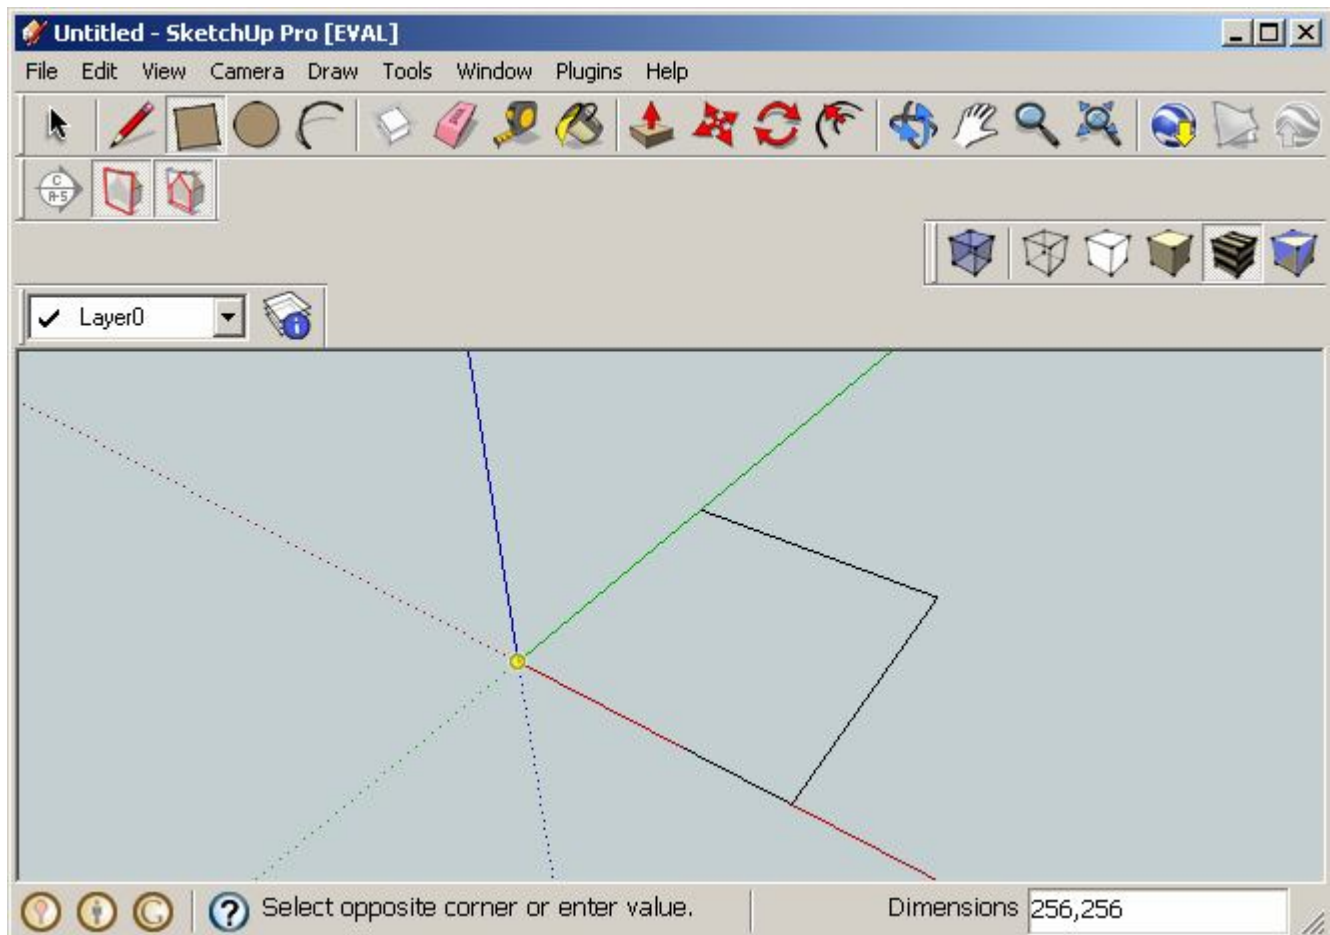 Untitled - SketchUp Pro [EVAL]
File Edit View Camera Draw Tools Window Plugins Help
C
A-5
Layer0
Select opposite corner or enter value.
Dimensions 256,256